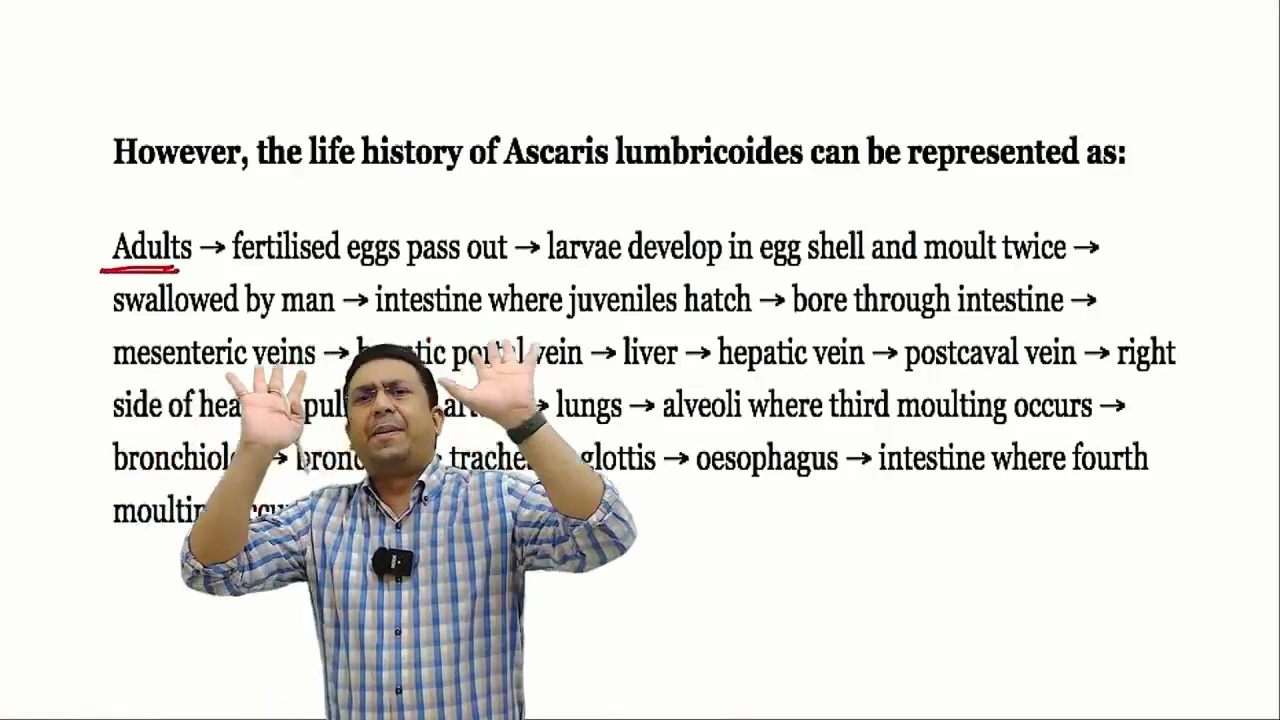 However, the life history of Ascaris lumbricoides can be represented as:
Adults → fertilised eggs pass out → larvae develop in egg shell and moult twice →
swallowed by man → intestine where juveniles hatch → bore through intestine →
mesenteric veins → vein → liver → hepatic vein → postcaval vein → right
side of → lungs → alveoli where third moulting occurs →
→ glottis → oesophagus → intestine where fourth